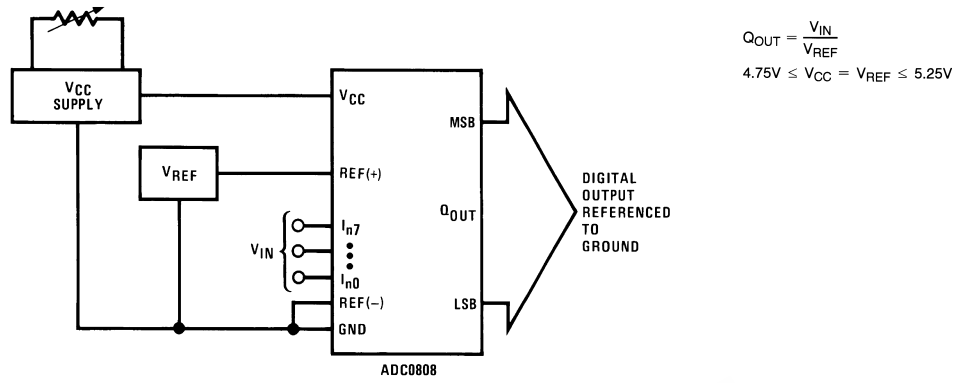 VCC
SUPPLY
VCC
MSB
VREF
REF(+)
QOUT
VIN
In7
In0
REF(−)
GND
LSB
ADC0808
DIGITAL
OUTPUT
REFERENCED
TO
GROUND
QOUT = VIN / VREF
4.75V ≤ VCC = VREF ≤ 5.25V